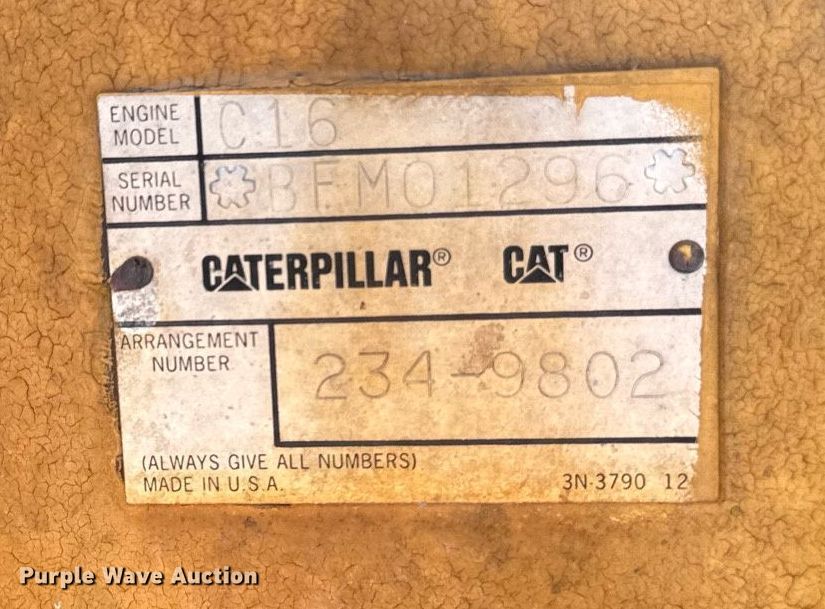 ENGINE MODEL C16
SERIAL NUMBER *BFM01296*
CATERPILLAR® CAT®
ARRANGEMENT NUMBER 234-9802
(ALWAYS GIVE ALL NUMBERS)
MADE IN U.S.A. 3N-3790 12
Purple Wave Auction